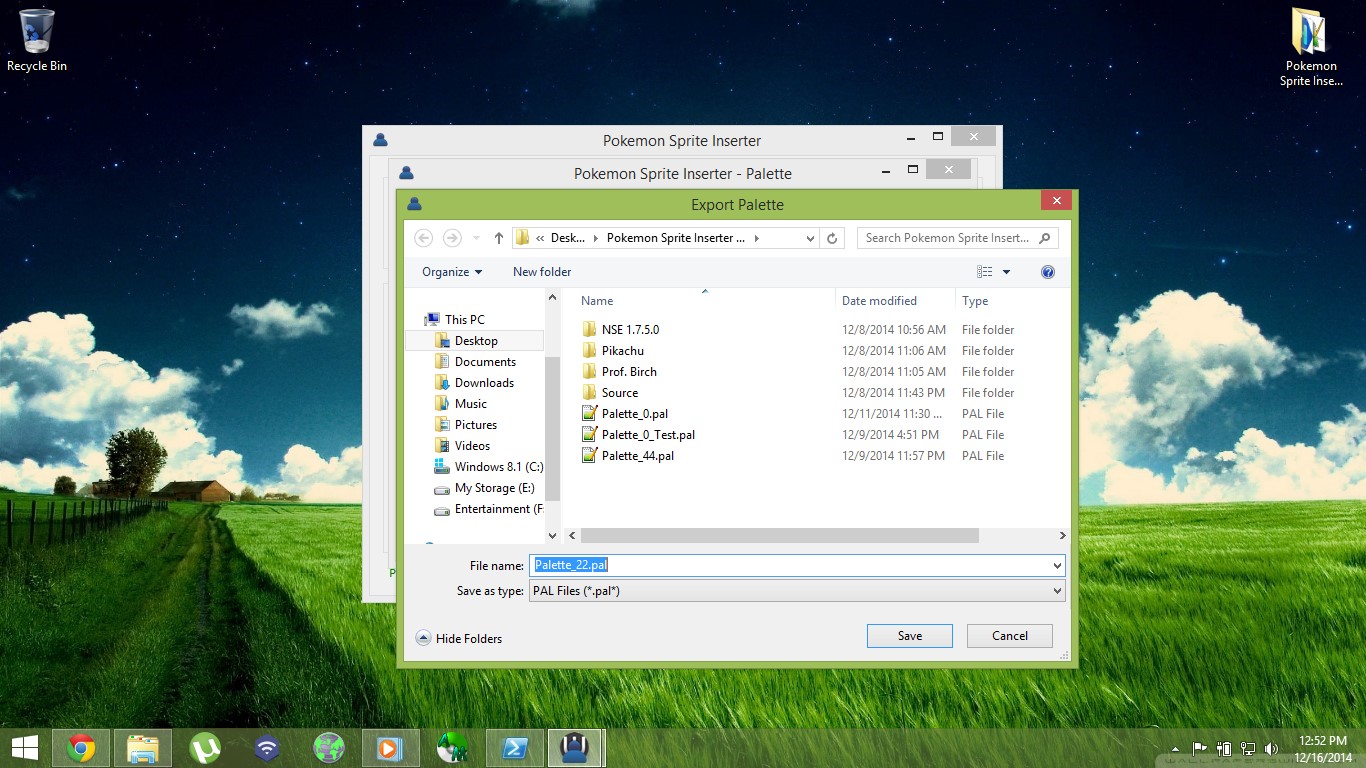 Recycle Bin
Pokemon
Sprite Inse...
Pokemon Sprite Inserter
Pokemon Sprite Inserter - Palette
Export Palette
« Desk... Pokemon Sprite Inserter ...
Search Pokemon Sprite Insert...
Organize New folder
Name Date modified Type
This PC
Desktop
Documents
Downloads
Music
Pictures
Videos
Windows 8.1 (C:)
My Storage (E:)
Entertainment (F
NSE 1.7.5.0 12/8/2014 10:56 AM File folder
Pikachu 12/8/2014 11:06 AM File folder
Prof. Birch 12/8/2014 11:05 AM File folder
Source 12/8/2014 11:43 PM File folder
Palette_0.pal 12/11/2014 11:30 ... PAL File
Palette_0_Test.pal 12/9/2014 4:51 PM PAL File
Palette_44.pal 12/9/2014 11:57 PM PAL File
P
File name: Palette_22.pal
Save as type: PAL Files (*.pal*)
Hide Folders
Save Cancel
12:52 PM
12/16/2014